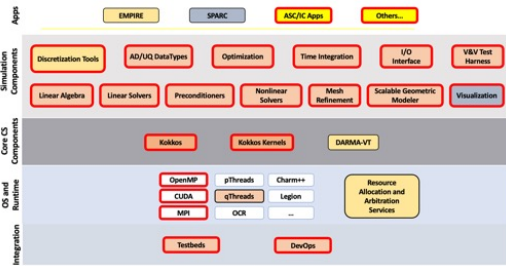 Apps
EMPIRE
SPARC
ASC/IC Apps
Others...
Simulation
Components
Discretization Tools
AD/UQ DataTypes
Optimization
Time Integration
I/O
Interface
V&V Test
Harness
Linear Algebra
Linear Solvers
Preconditioners
Nonlinear
Solvers
Mesh
Refinement
Scalable Geometric
Modeler
Visualization
Core CS
Components
Kokkos
Kokkos Kernels
DARMA-VT
OS and
Runtime
OpenMP
pThreads
Charm++
CUDA
qThreads
Legion
MPI
OCR
...
Resource
Allocation and
Arbitration
Services
Integration
Testbeds
DevOps